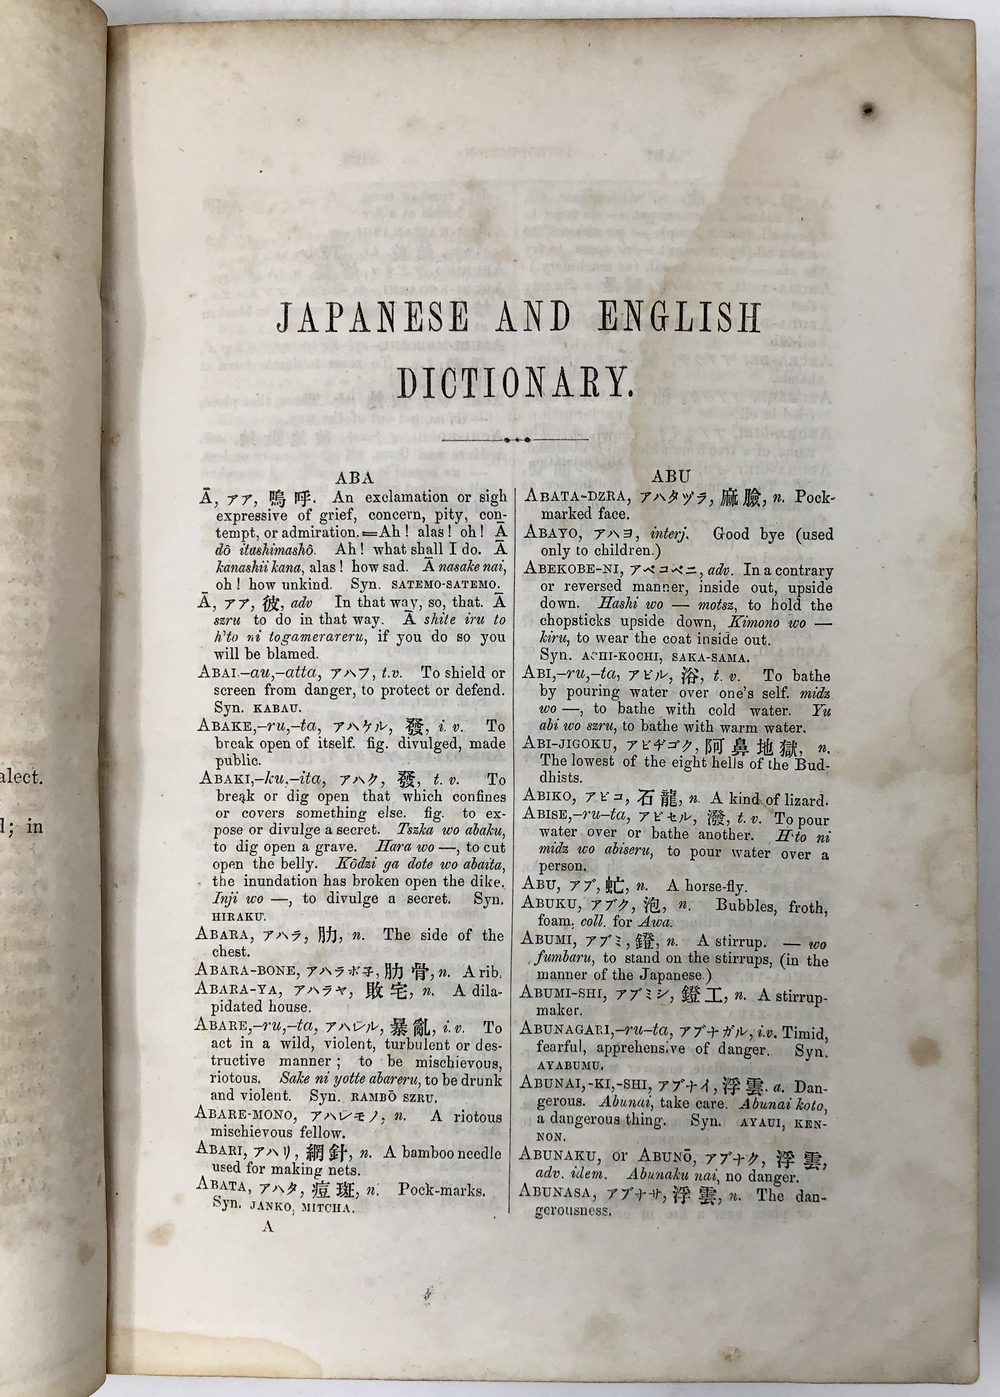 alect.
l; in
JAPANESE AND ENGLISH
DICTIONARY.
ABA
Ā, アア, 嗚呼. An exclamation or sigh
expressive of grief, concern, pity, con-
tempt, or admiration.=Ah! alas! oh! Ā
dō itashimashō. Ah! what shall I do. Ā
kanashii kana, alas! how sad. Ā nasake nai,
oh! how unkind. Syn. SATEMO-SATEMO.
Ā, アア, 彼, adv In that way, so, that. Ā
szru to do in that way. Ā shite iru to
h'to ni togamerareru, if you do so you
will be blamed.
ABAI.–au,–atta, アハフ, t.v. To shield or
screen from danger, to protect or defend.
Syn. KABAU.
ABAKE,–ru,–ta, アハケル, 發, i. v. To
break open of itself. fig. divulged, made
public.
ABAKI,–ku.–ita, アハク, 發, t. v. To
break or dig open that which confines
or covers something else. fig. to ex-
pose or divulge a secret. Tszka wo abaku,
to dig open a grave. Hara wo —, to cut
open the belly. Kōdzi ga dote wo abaita,
the inundation has broken open the dike.
Inji wo —, to divulge a secret. Syn.
HIRAKU.
ABARA, アハラ, 肋, n. The side of the
chest.
ABARA-BONE, アハラボ子, 肋骨, n. A rib.
ABARA-YA, アハラヤ, 敗宅, n. A dila-
pidated house.
ABARE,–ru,–ta, アハレル, 暴亂, i. v. To
act in a wild, violent, turbulent or des-
tructive manner; to be mischievous,
riotous. Sake ni yotte abareru, to be drunk
and violent. Syn. RAMBŌ SZRU.
ABARE-MONO, アハレモノ, n. A riotous
mischievous fellow.
ABARI, アハリ, 網針, n. A bamboo needle
used for making nets.
ABATA, アハタ, 痘斑, n. Pock-marks.
Syn. JANKO, MITCHA.
A
ABU
ABATA-DZRA, アハタヅラ, 麻臉, n. Pock-
marked face.
ABAYO, アハヨ, interj. Good bye (used
only to children.)
ABEKOBE-NI, アベコベニ, adv. In a contrary
or reversed manner, inside out, upside
down. Hashi wo — motsz, to hold the
chopsticks upside down, Kimono wo —
kiru, to wear the coat inside out.
Syn. ACHI-KOCHI, SAKA-SAMA.
ABI,–ru,–ta, アビル, 浴, t. v. To bathe
by pouring water over one's self. midz
wo —, to bathe with cold water. Yu
abi wo szru, to bathe with warm water.
ABI-JIGOKU, アビヂゴク, 阿鼻地獄, n.
The lowest of the eight hells of the Bud-
dhists.
ABIKO, アビコ, 石龍, n. A kind of lizard.
ABISE,–ru–ta, アビセル, 潑, t. v. To pour
water over or bathe another. H'to ni
midz wo abiseru, to pour water over a
person.
ABU, アブ, 虻, n. A horse-fly.
ABUKU, アブク, 泡, n. Bubbles, froth,
foam. coll. for Awa.
ABUMI, アブミ, 鐙, n. A stirrup. — wo
fumbaru, to stand on the stirrups, (in the
manner of the Japanese.)
ABUMI-SHI, アブミシ, 鐙工, n. A stirrup-
maker.
ABUNAGARI,–ru–ta, アブナガル, i.v. Timid,
fearful, apprehensive of danger. Syn.
AYABUMU.
ABUNAI,-KI,-SHI, アブナイ, 浮雲. a. Dan-
gerous. Abunai, take care. Abunai koto,
a dangerous thing. Syn. AYAUI, KEN-
NON.
ABUNAKU, or ABUNŌ, アブナク, 浮雲,
adv. idem. Abunaku nai, no danger.
ABUNASA, アブナサ, 浮雲, n. The dan-
gerousness.